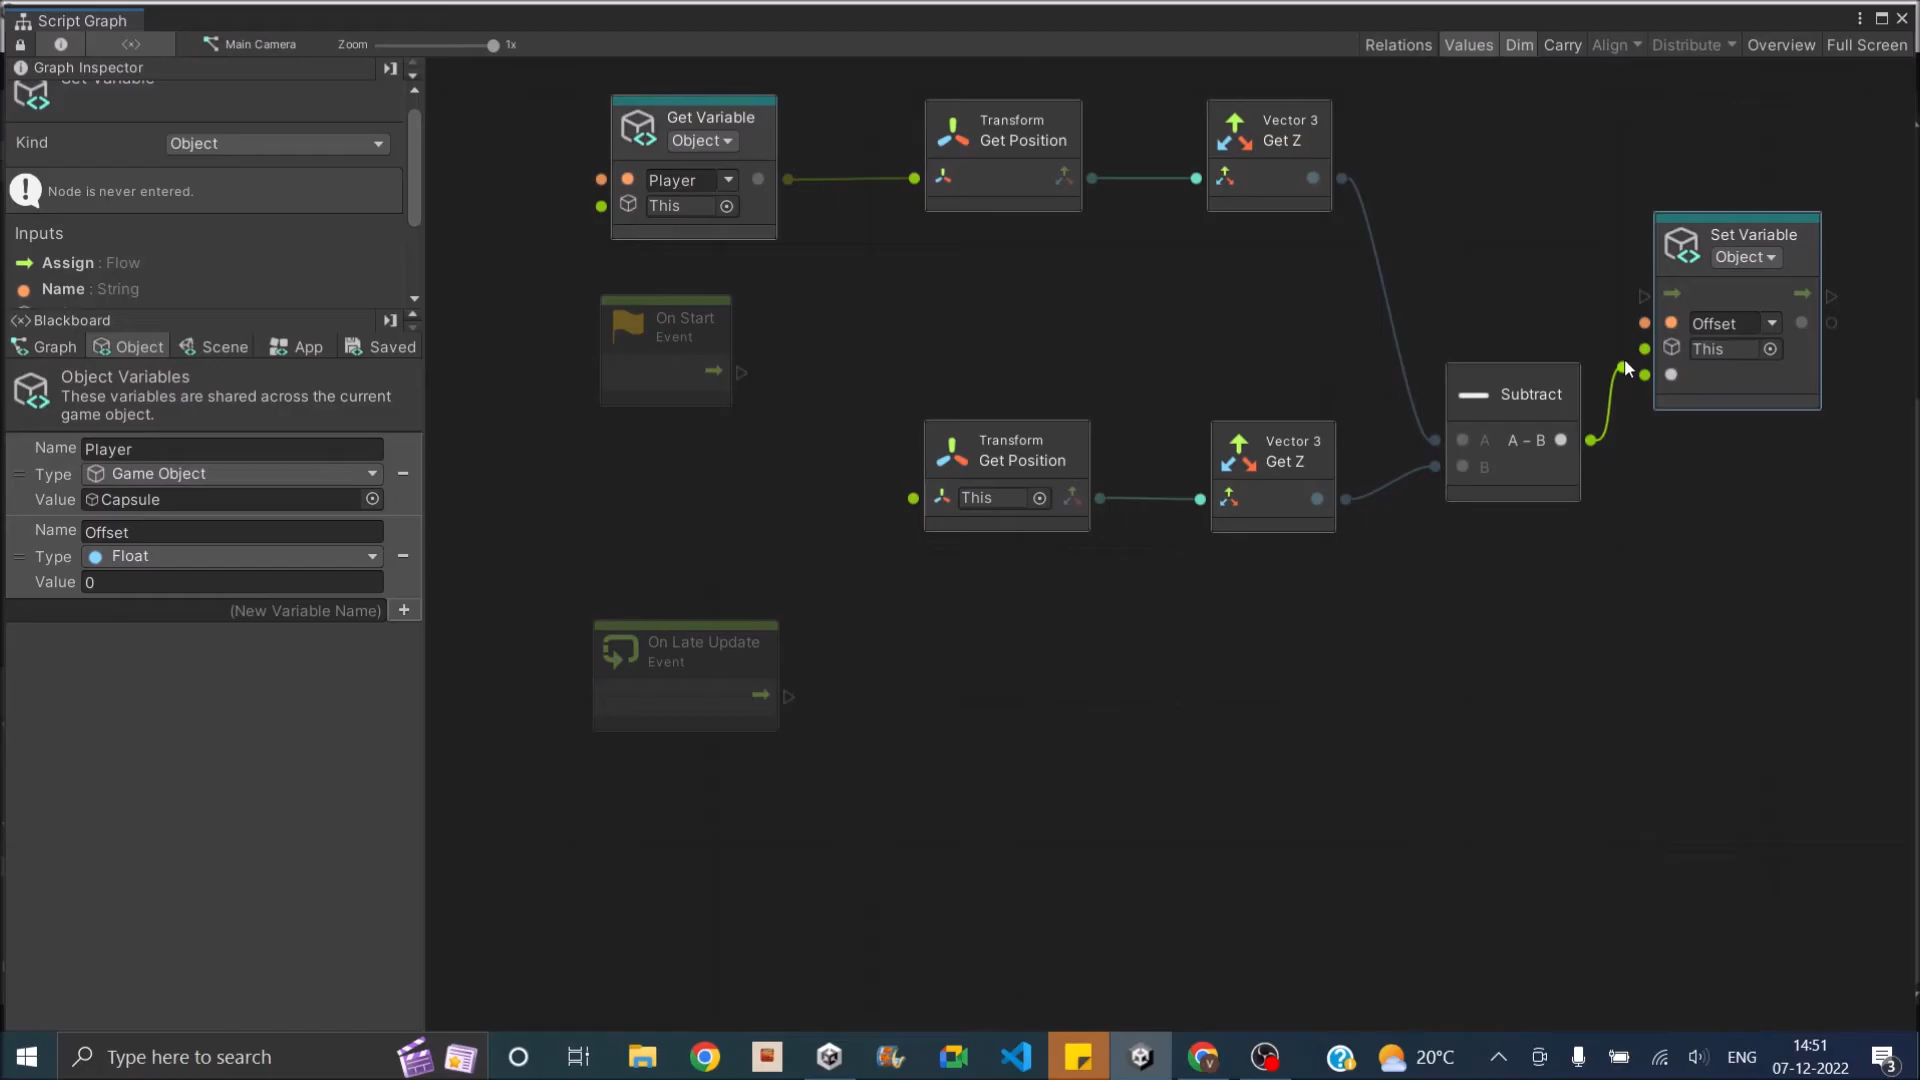 Script Graph
Main Camera
Zoom
1x
Relations
Values
Dim
Carry
Align
Distribute
Overview
Full Screen
Graph Inspector
Set Variable
Kind
Object
Node is never entered.
Inputs
Assign : Flow
Name : String
Blackboard
Graph
Object
Scene
App
Saved
Object Variables
These variables are shared across the current
game object.
Name Player
Type Game Object
Value Capsule
Name Offset
Type Float
Value 0
(New Variable Name) +
Get Variable
Object
Player
This
Transform
Get Position
Vector 3
Get Z
On Start
Event
Transform
Get Position
This
Vector 3
Get Z
Subtract
A A – B
B
Set Variable
Object
Offset
This
On Late Update
Event
Type here to search
20°C
ENG
14:51
07-12-2022
3